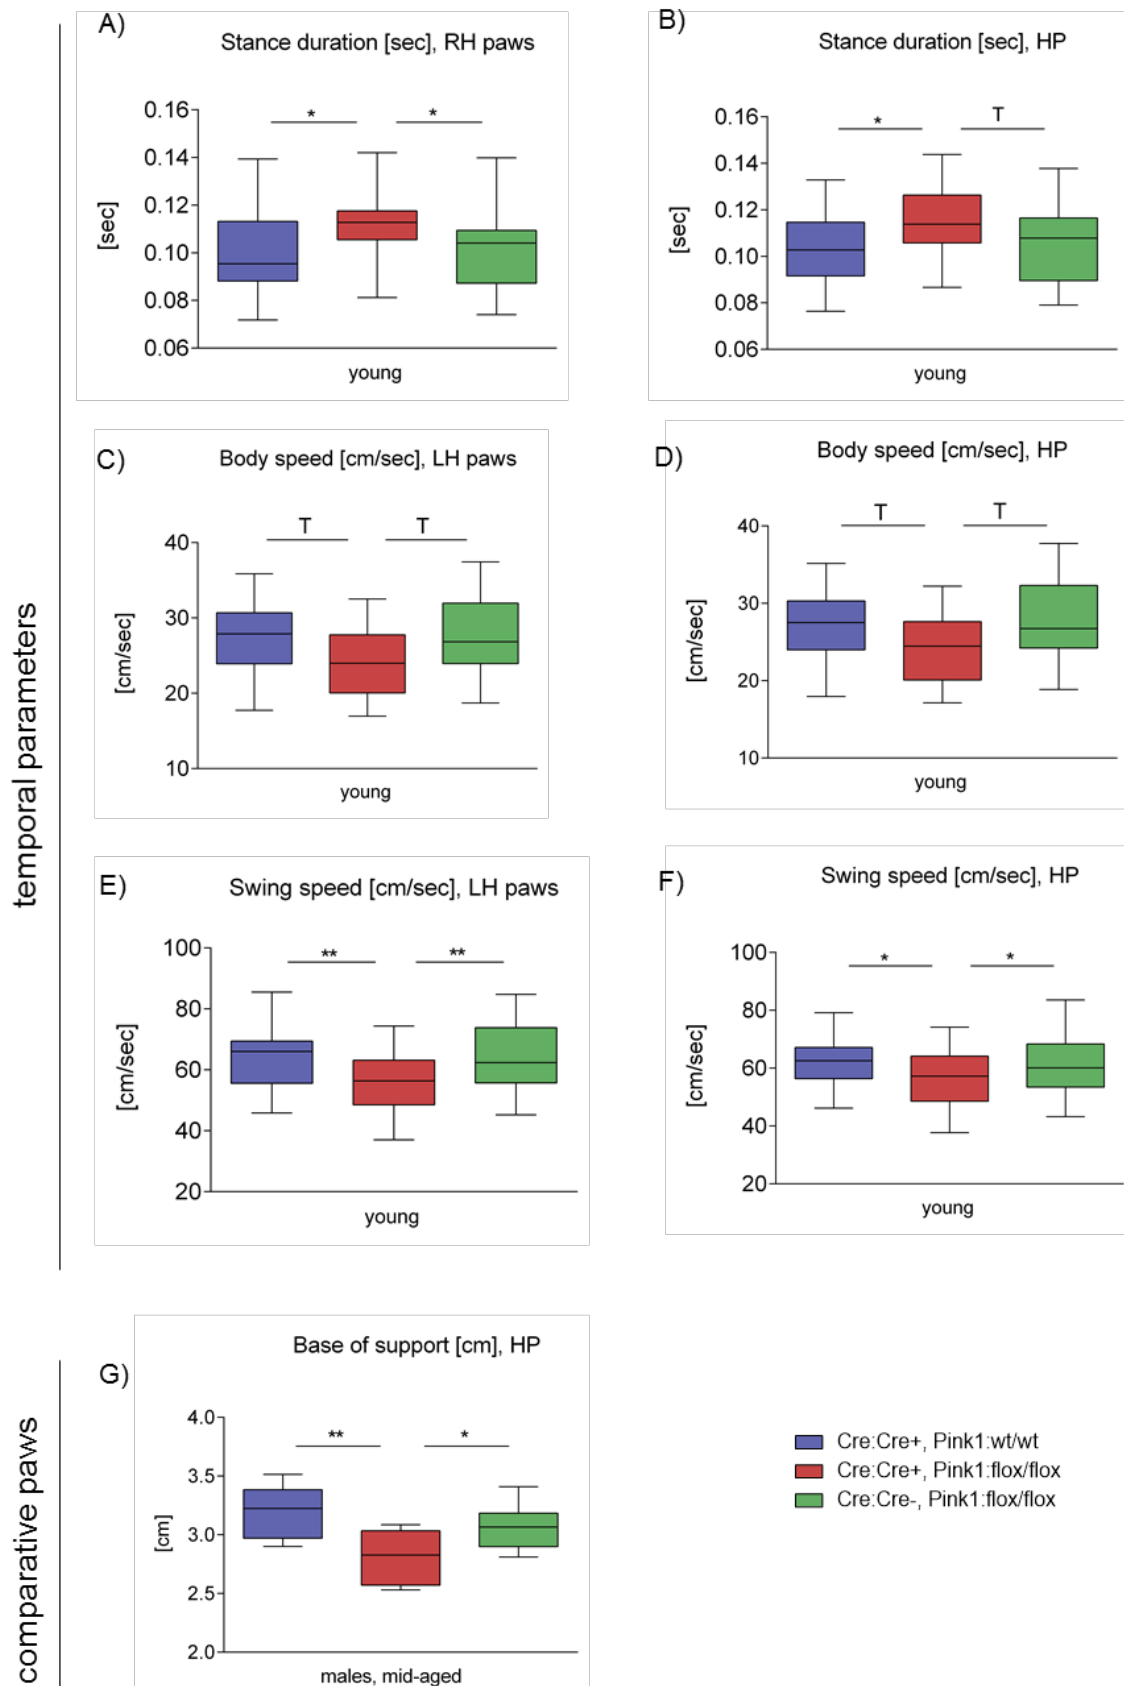 temporal parameters
A)
Stance duration [sec], RH paws
[sec]
0.16
0.14
0.12
0.10
0.08
0.06
* *
young
B)
Stance duration [sec], HP
[sec]
0.16
0.14
0.12
0.10
0.08
0.06
* T
young
C)
Body speed [cm/sec], LH paws
[cm/sec]
40
30
20
10
T T
young
D)
Body speed [cm/sec], HP
[cm/sec]
40
30
20
10
T T
young
E)
Swing speed [cm/sec], LH paws
[cm/sec]
100
80
60
40
20
** **
young
F)
Swing speed [cm/sec], HP
[cm/sec]
100
80
60
40
20
* *
young
comparative paws
G)
Base of support [cm], HP
[cm]
4.0
3.5
3.0
2.5
2.0
** *
males, mid-aged
Cre:Cre+, Pink1:wt/wt
Cre:Cre+, Pink1:flox/flox
Cre:Cre-, Pink1:flox/flox